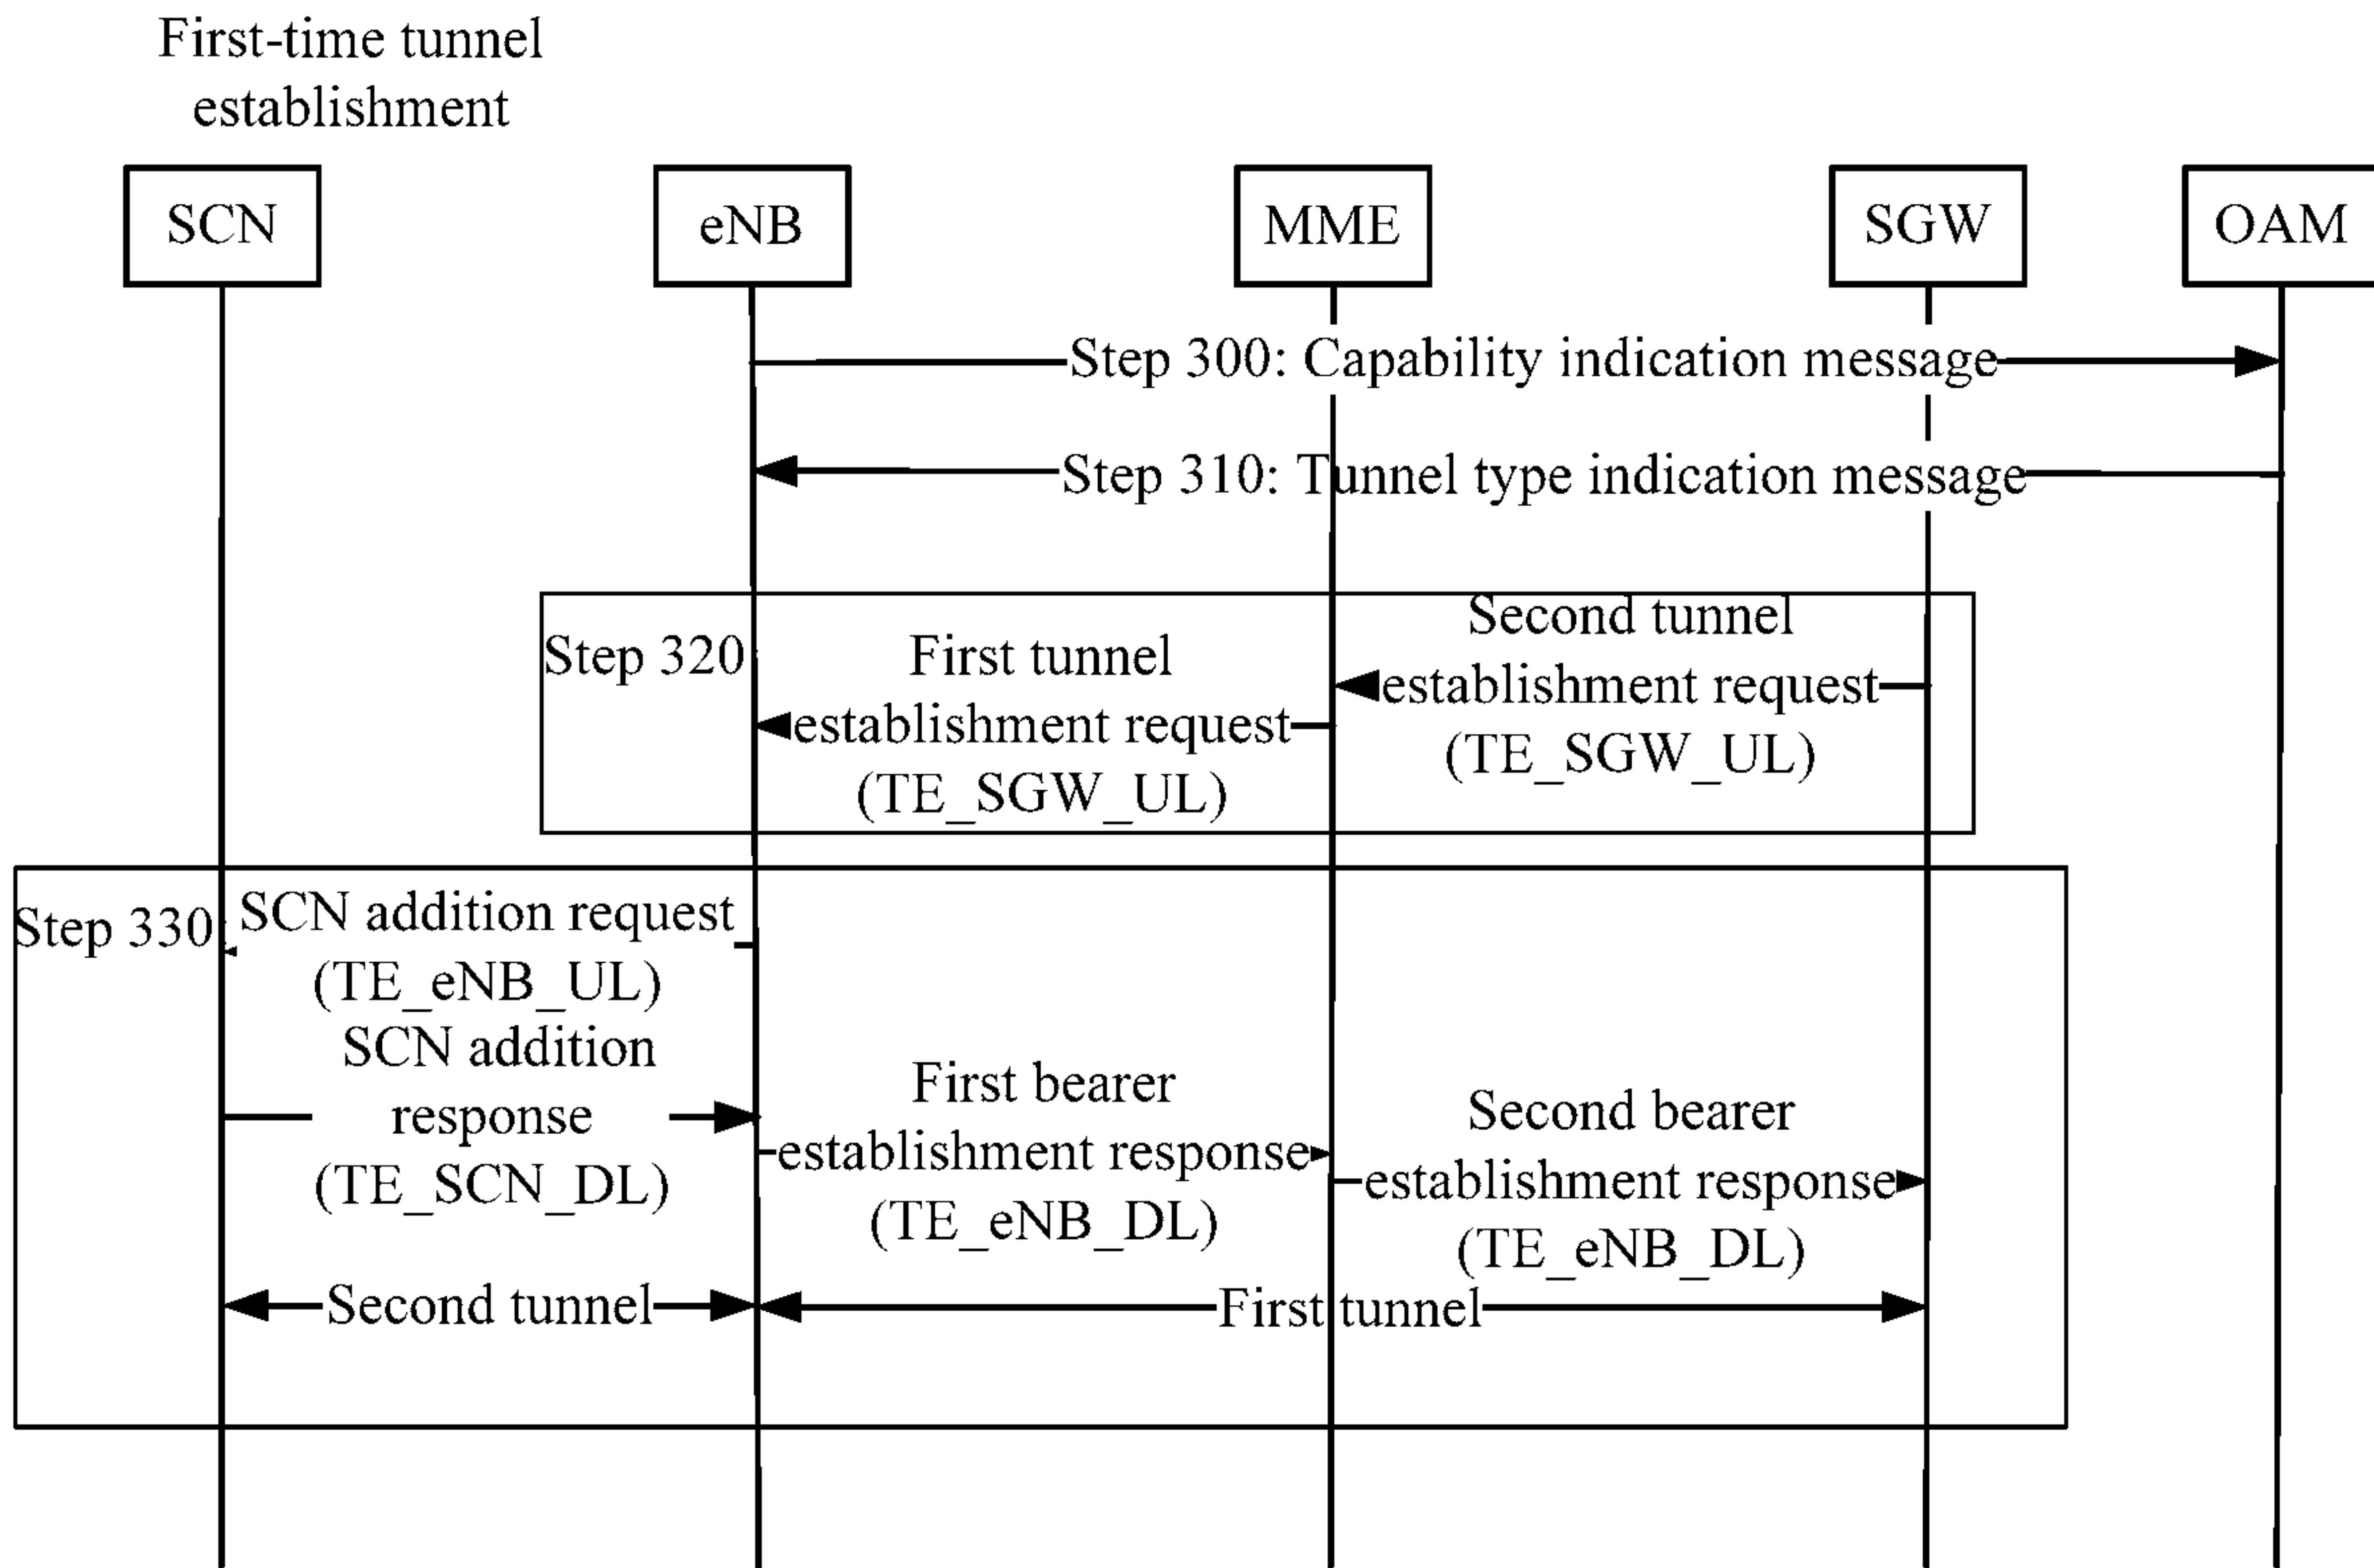 First-time tunnel
establishment
SCN
eNB
MME
SGW
OAM
Step 300: Capability indication message
Step 310: Tunnel type indication message
Step 320
First tunnel
establishment request
(TE_SGW_UL)
Second tunnel
establishment request
(TE_SGW_UL)
Step 330
SCN addition request
(TE_eNB_UL)
SCN addition
response
(TE_SCN_DL)
First bearer
establishment response
(TE_eNB_DL)
Second bearer
establishment response
(TE_eNB_DL)
Second tunnel
First tunnel